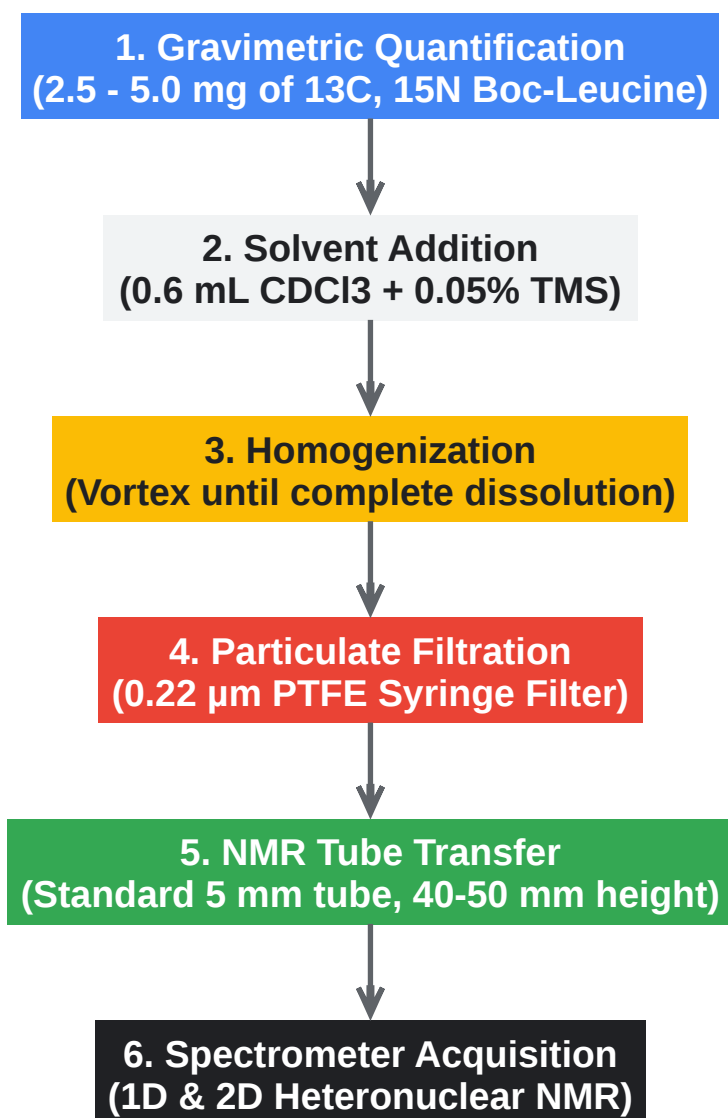 1. Gravimetric Quantification
(2.5 - 5.0 mg of 13C, 15N Boc-Leucine)
2. Solvent Addition
(0.6 mL CDCl3 + 0.05% TMS)
3. Homogenization
(Vortex until complete dissolution)
4. Particulate Filtration
(0.22 µm PTFE Syringe Filter)
5. NMR Tube Transfer
(Standard 5 mm tube, 40-50 mm height)
6. Spectrometer Acquisition
(1D & 2D Heteronuclear NMR)